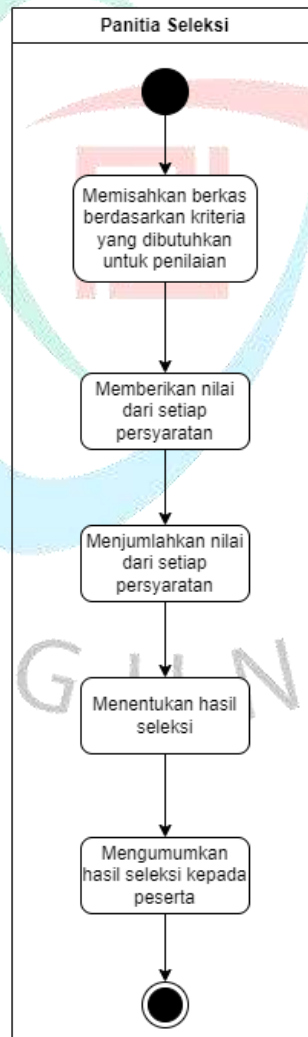 Panitia Seleksi
Memisahkan berkas
berdasarkan kriteria
yang dibutuhkan
untuk penilaian
Memberikan nilai
dari setiap
persyaratan
Menjumlahkan nilai
dari setiap
persyaratan
G U N
Menentukan hasil
seleksi
Mengumumkan
hasil seleksi kepada
peserta